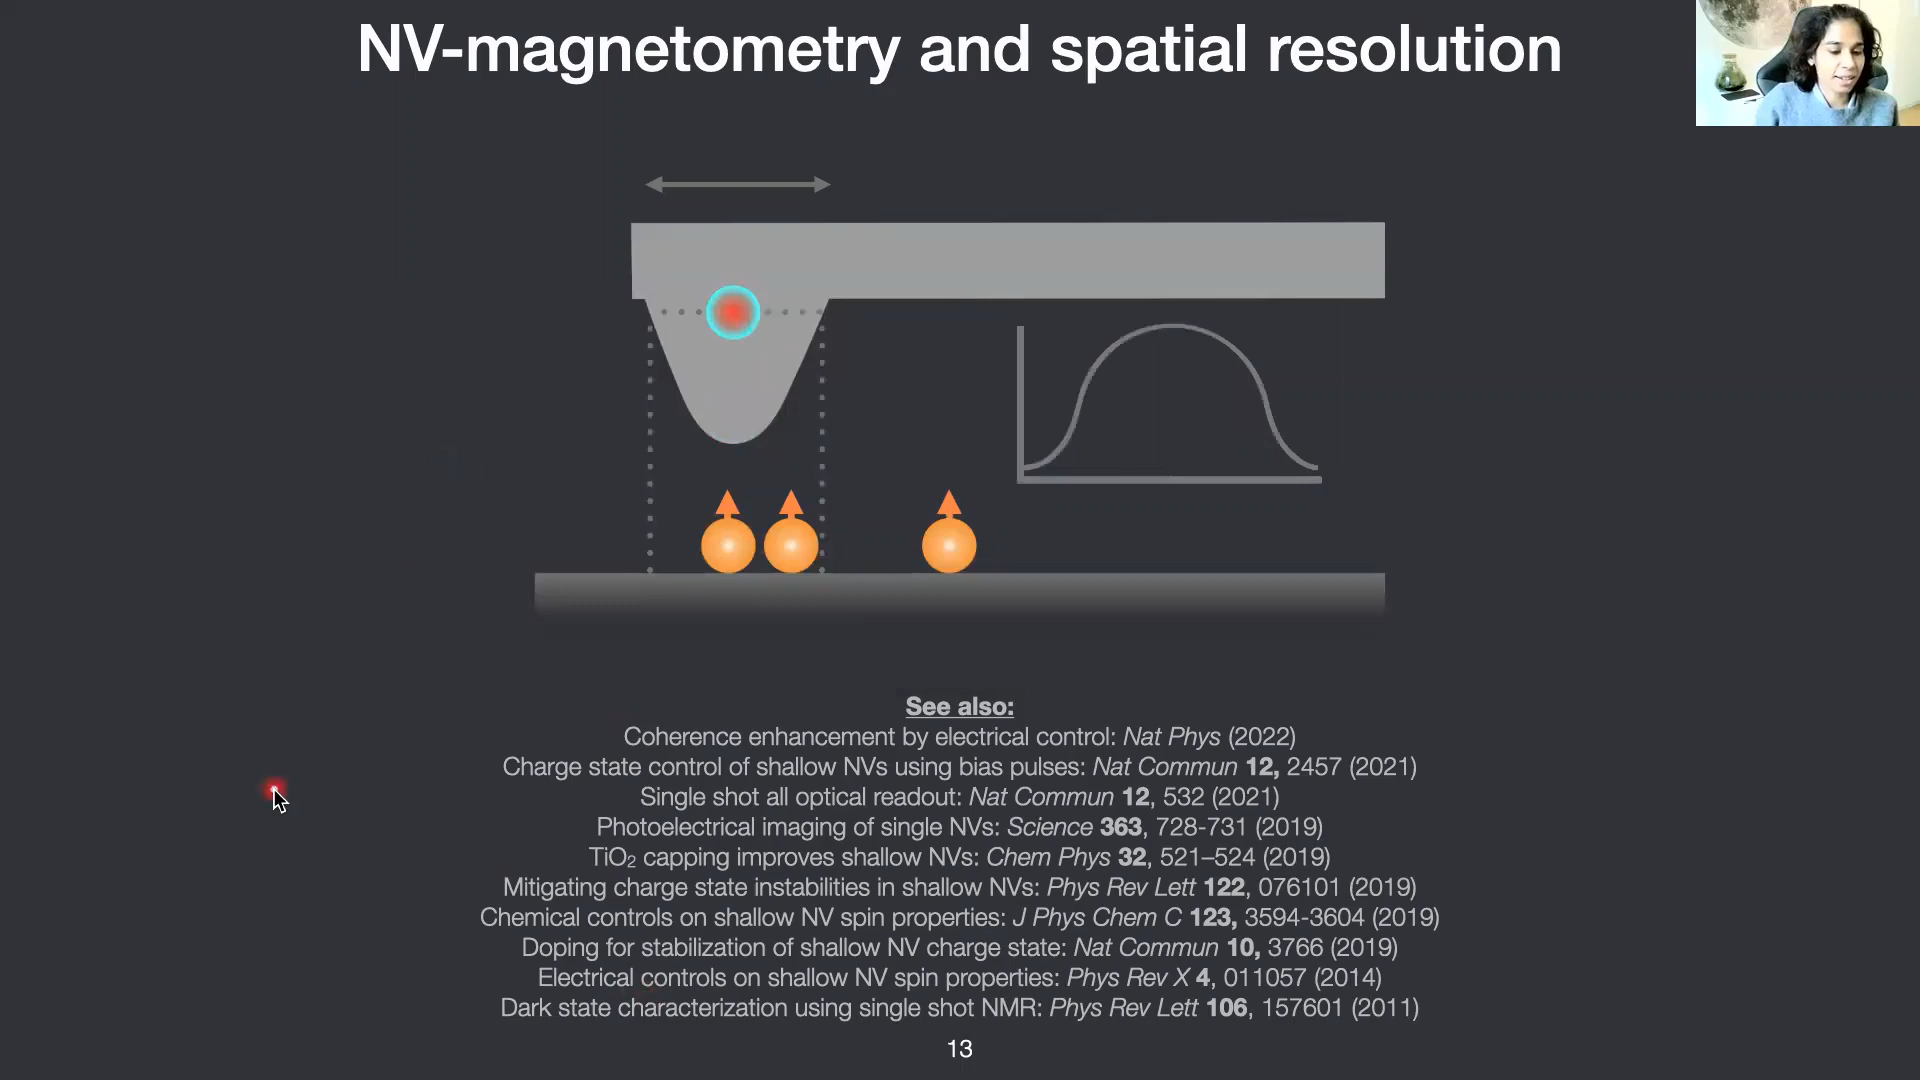 NV-magnetometry and spatial resolution
See also:
Coherence enhancement by electrical control: Nat Phys (2022)
Charge state control of shallow NVs using bias pulses: Nat Commun 12, 2457 (2021)
Single shot all optical readout: Nat Commun 12, 532 (2021)
Photoelectrical imaging of single NVs: Science 363, 728-731 (2019)
TiO₂ capping improves shallow NVs: Chem Phys 32, 521–524 (2019)
Mitigating charge state instabilities in shallow NVs: Phys Rev Lett 122, 076101 (2019)
Chemical controls on shallow NV spin properties: J Phys Chem C 123, 3594-3604 (2019)
Doping for stabilization of shallow NV charge state: Nat Commun 10, 3766 (2019)
Electrical controls on shallow NV spin properties: Phys Rev X 4, 011057 (2014)
Dark state characterization using single shot NMR: Phys Rev Lett 106, 157601 (2011)
13